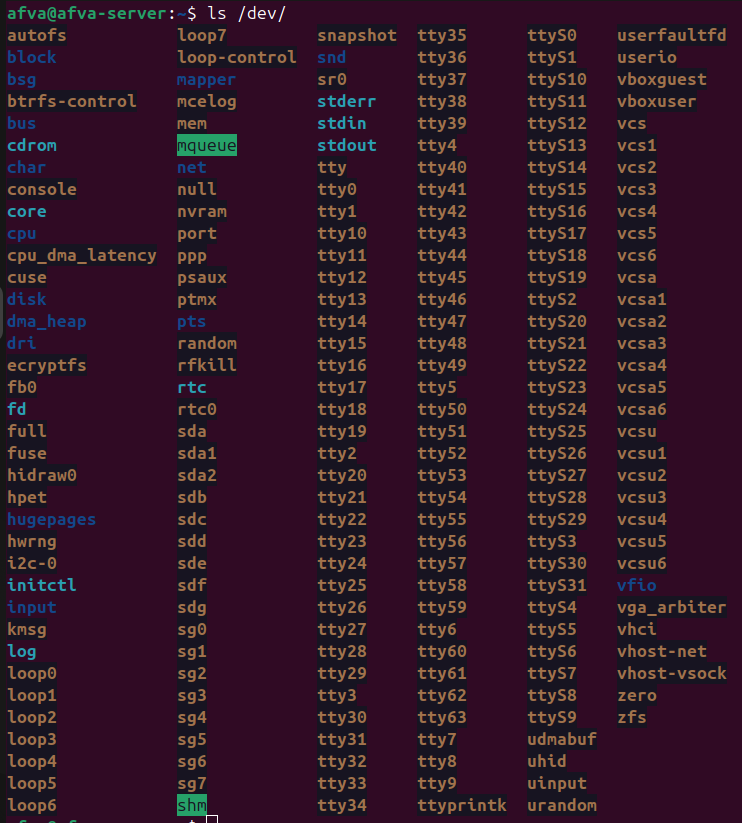 afva@afva-server:~$ ls /dev/
autofs loop7 snapshot tty35 ttyS0 userfaultfd
block loop-control snd tty36 ttyS1 userio
bsg mapper sr0 tty37 ttyS10 vboxguest
btrfs-control mcelog stderr tty38 ttyS11 vboxuser
bus mem stdin tty39 ttyS12 vcs
cdrom mqueue stdout tty4 ttyS13 vcs1
char net tty tty40 ttyS14 vcs2
console null tty0 tty41 ttyS15 vcs3
core nvram tty1 tty42 ttyS16 vcs4
cpu port tty10 tty43 ttyS17 vcs5
cpu_dma_latency ppp tty11 tty44 ttyS18 vcs6
cuse psaux tty12 tty45 ttyS19 vcsa
disk ptmx tty13 tty46 ttyS2 vcsa1
dma_heap pts tty14 tty47 ttyS20 vcsa2
dri random tty15 tty48 ttyS21 vcsa3
ecryptfs rfkill tty16 tty49 ttyS22 vcsa4
fb0 rtc tty17 tty5 ttyS23 vcsa5
fd rtc0 tty18 tty50 ttyS24 vcsa6
full sda tty19 tty51 ttyS25 vcsu
fuse sda1 tty2 tty52 ttyS26 vcsu1
hidraw0 sda2 tty20 tty53 ttyS27 vcsu2
hpet sdb tty21 tty54 ttyS28 vcsu3
hugepages sdc tty22 tty55 ttyS29 vcsu4
hwrng sdd tty23 tty56 ttyS3 vcsu5
i2c-0 sde tty24 tty57 ttyS30 vcsu6
initctl sdf tty25 tty58 ttyS31 vfio
input sdg tty26 tty59 ttyS4 vga_arbiter
kmsg sg0 tty27 tty6 ttyS5 vhci
log sg1 tty28 tty60 ttyS6 vhost-net
loop0 sg2 tty29 tty61 ttyS7 vhost-vsock
loop1 sg3 tty3 tty62 ttyS8 zero
loop2 sg4 tty30 tty63 ttyS9 zfs
loop3 sg5 tty31 tty7 udmabuf
loop4 sg6 tty32 tty8 uhid
loop5 sg7 tty33 tty9 uinput
loop6 shm tty34 ttyprintk urandom